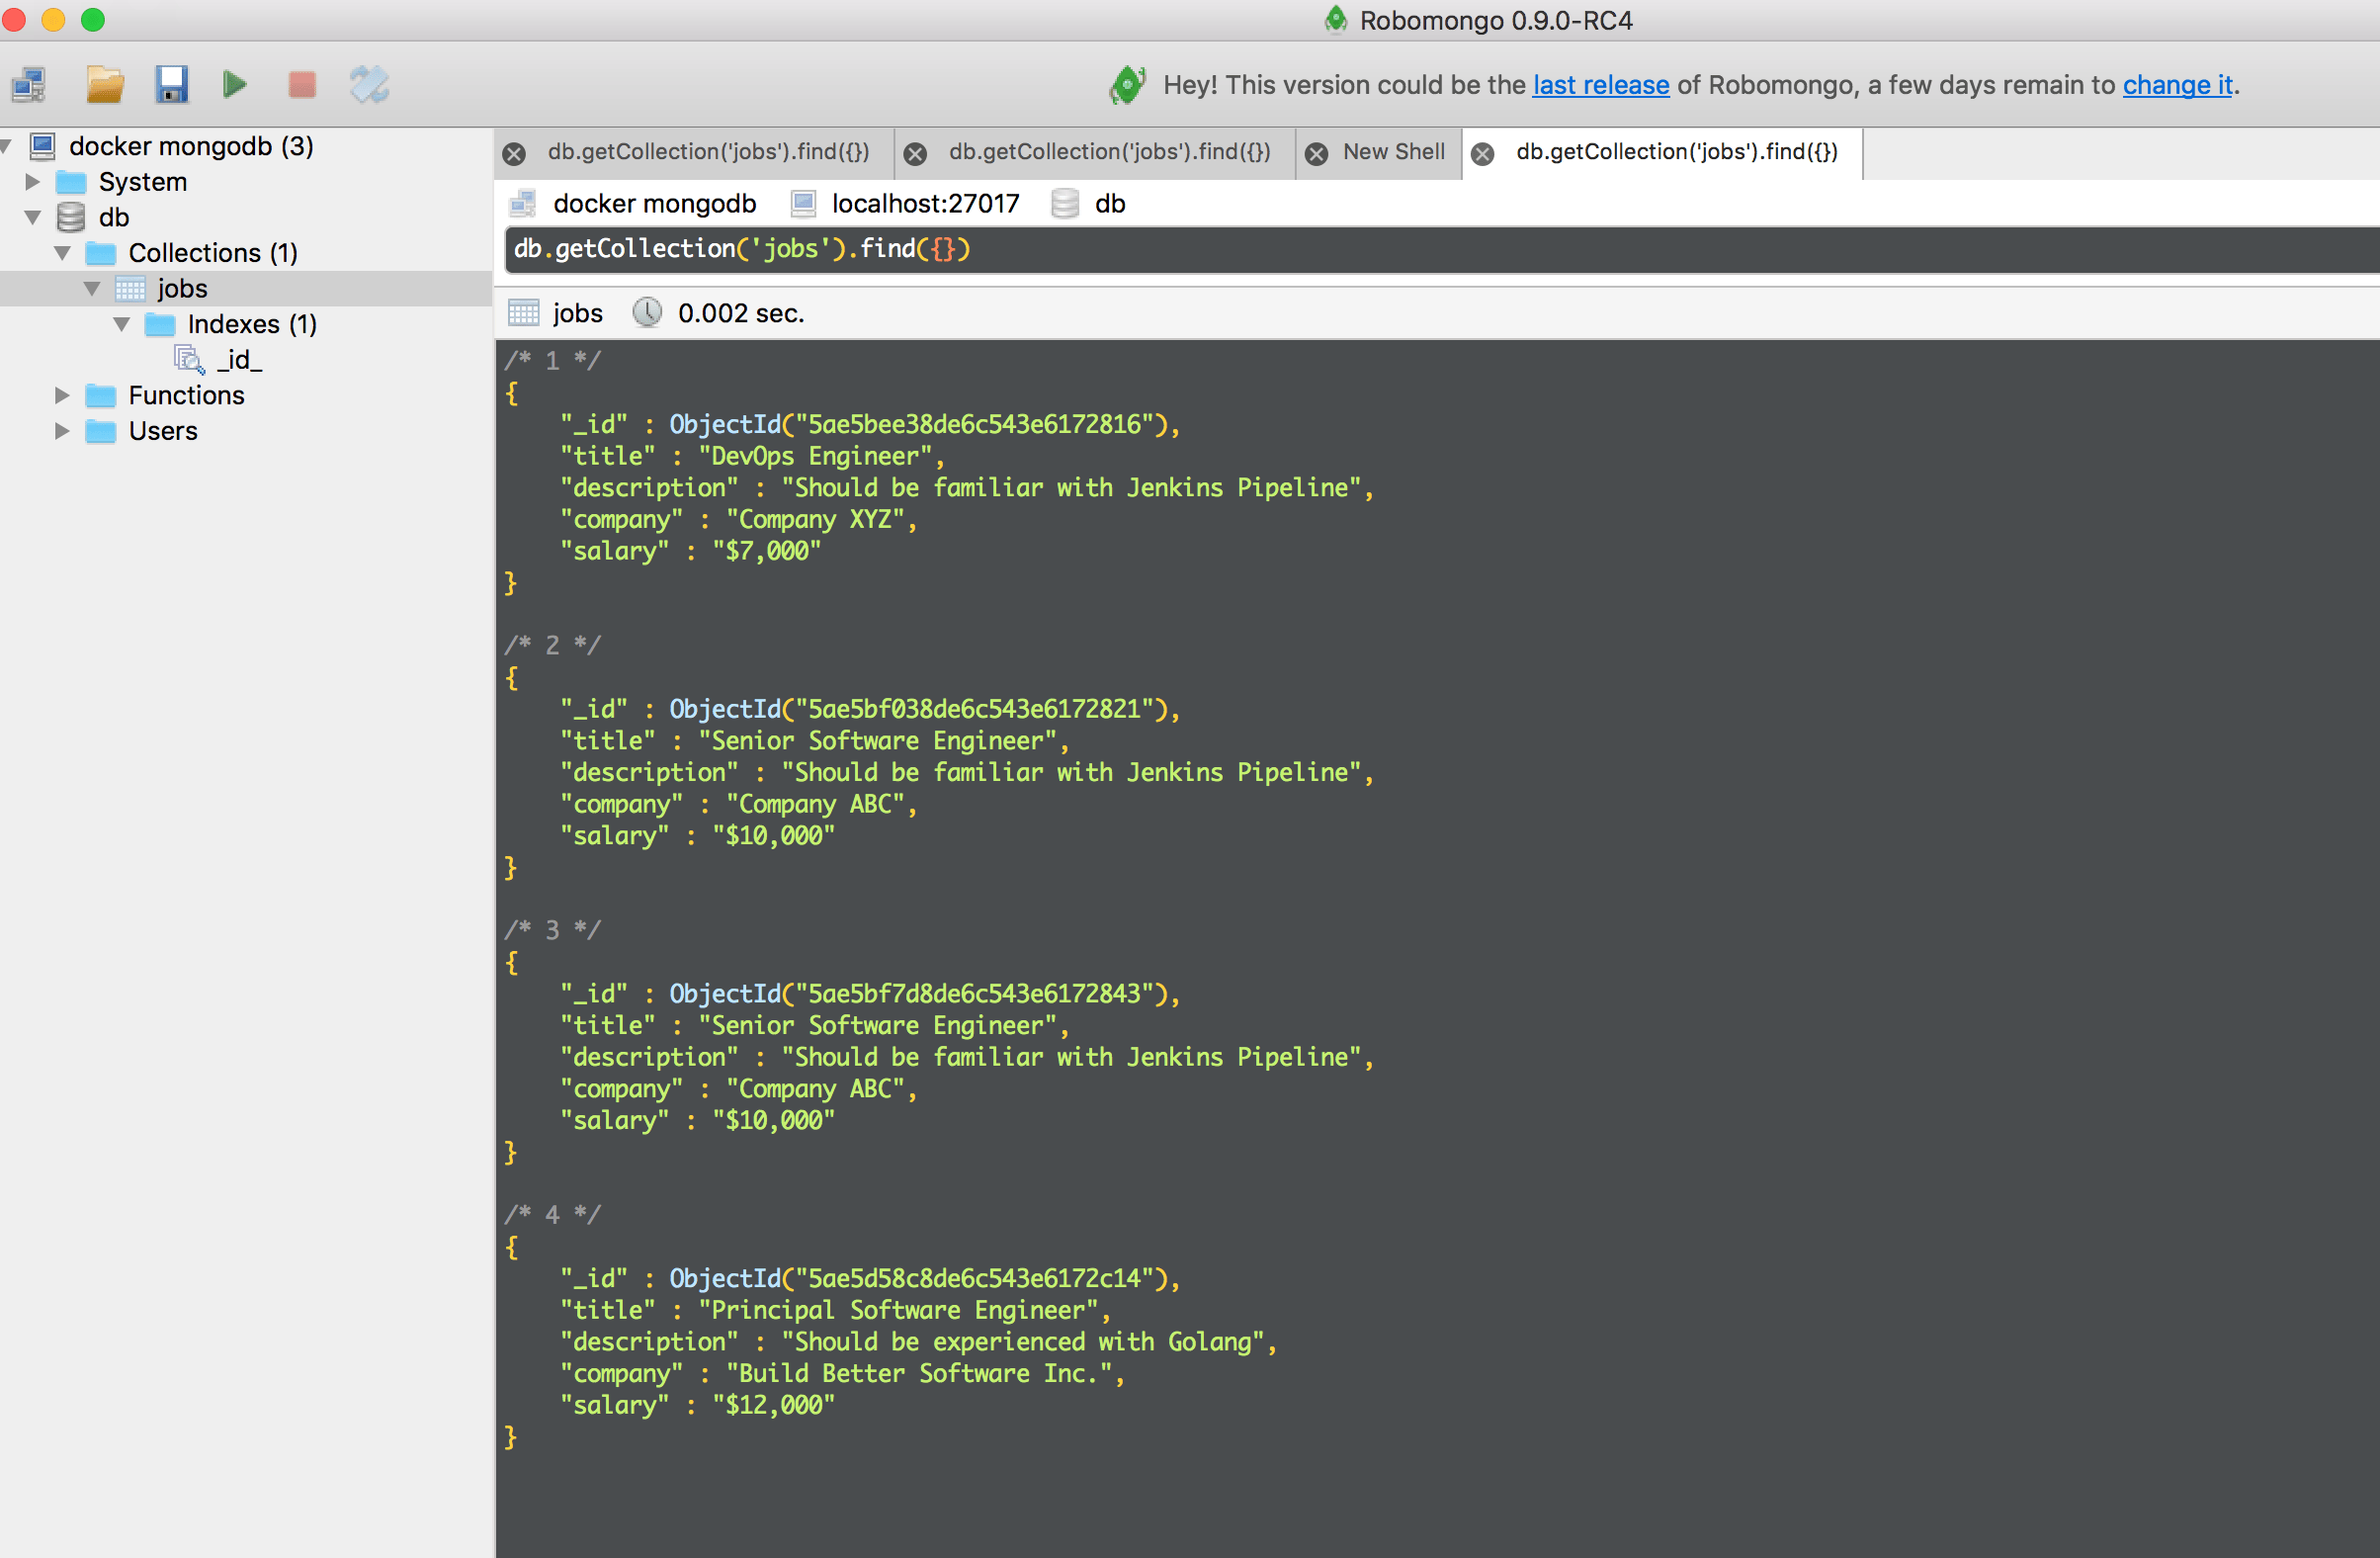 Robomongo 0.9.0-RC4
Hey! This version could be the last release of Robomongo, a few days remain to change it.
docker mongodb (3)
System
db
Collections (1)
jobs
Indexes (1)
_id_
Functions
Users
db.getCollection('jobs').find({}) db.getCollection('jobs').find({}) New Shell db.getCollection('jobs').find({})
docker mongodb localhost:27017 db
db.getCollection('jobs').find({})
jobs 0.002 sec.
/* 1 */
{
    "_id" : ObjectId("5ae5bee38de6c543e6172816"),
    "title" : "DevOps Engineer",
    "description" : "Should be familiar with Jenkins Pipeline",
    "company" : "Company XYZ",
    "salary" : "$7,000"
}
/* 2 */
{
    "_id" : ObjectId("5ae5bf038de6c543e6172821"),
    "title" : "Senior Software Engineer",
    "description" : "Should be familiar with Jenkins Pipeline",
    "company" : "Company ABC",
    "salary" : "$10,000"
}
/* 3 */
{
    "_id" : ObjectId("5ae5bf7d8de6c543e6172843"),
    "title" : "Senior Software Engineer",
    "description" : "Should be familiar with Jenkins Pipeline",
    "company" : "Company ABC",
    "salary" : "$10,000"
}
/* 4 */
{
    "_id" : ObjectId("5ae5d58c8de6c543e6172c14"),
    "title" : "Principal Software Engineer",
    "description" : "Should be experienced with Golang",
    "company" : "Build Better Software Inc.",
    "salary" : "$12,000"
}